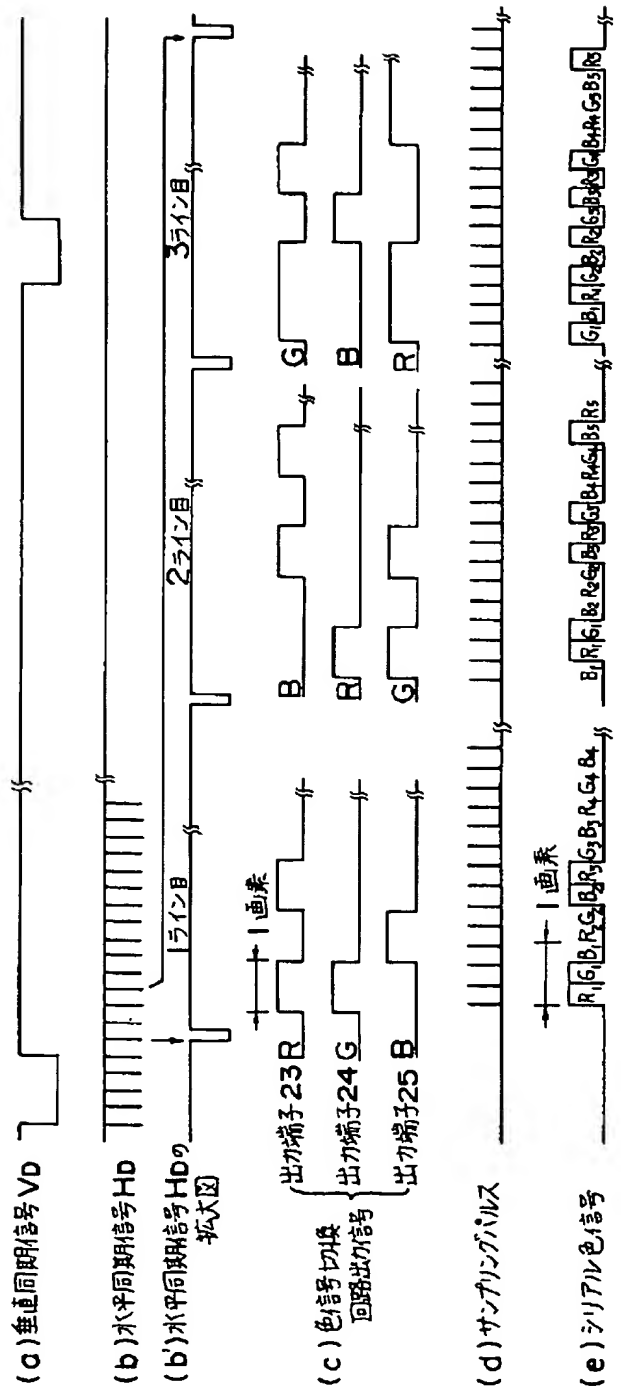 (a)垂直同期信号VD
(b)水平同期信号HD
(b')水平同期信号HDの
拡大図
1ライン目
2ライン目
3ライン目
(c)色信号切換
回路出力信号
出力端子23 R
出力端子24 G
出力端子25 B
1画素
B
R
G
G
B
R
(d)サンプリングパルス
(e)シリアル色信号
1画素
R1 G1 B1 R2 G2 B2 R3 G3 B3 R4 G4 B4
B1 R1 G1 B2 R2 G2 B3 R3 G3 B4 R4 G4 B5 R5
G1 B1 R1 G2 B2 R2 G3 B3 R3 G4 B4 R4 G5 B5 R5